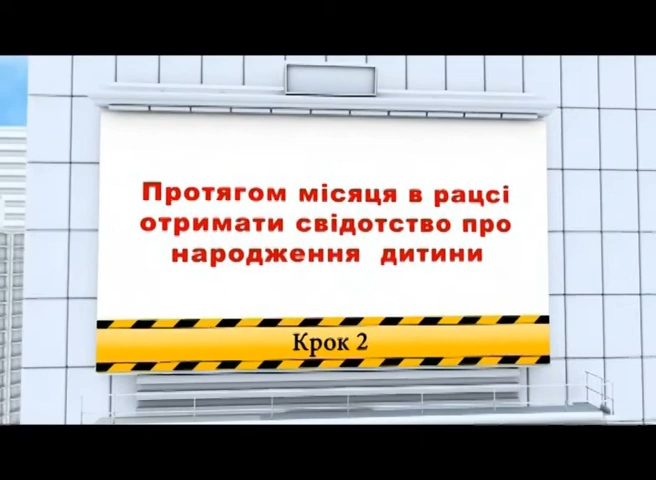 Протягом місяця в рацсі
отримати свідотство про
народження дитини
Крок 2